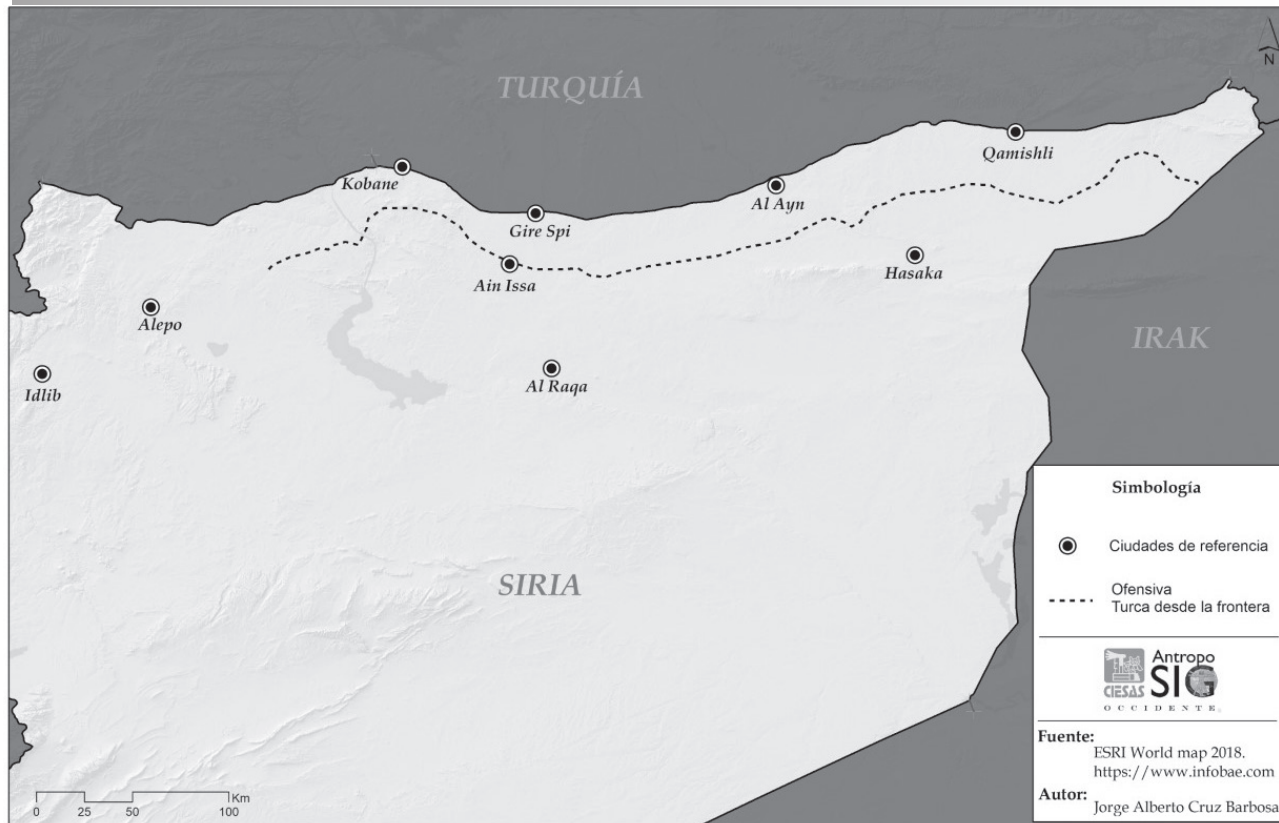 TURQUÍA
N
Qamishli
Kobane
Al Ayn
Gire Spi
Ain Issa
Hasaka
Alepo
IRAK
Idlib
Al Raqa
SIRIA
Simbología
Ciudades de referencia
Ofensiva
Turca desde la frontera
CIESAS
Antropo
SIG
OCCIDENTE
Fuente:
ESRI World map 2018.
https://www.infobae.com
Autor:
Jorge Alberto Cruz Barbosa
Km
0 25 50 100